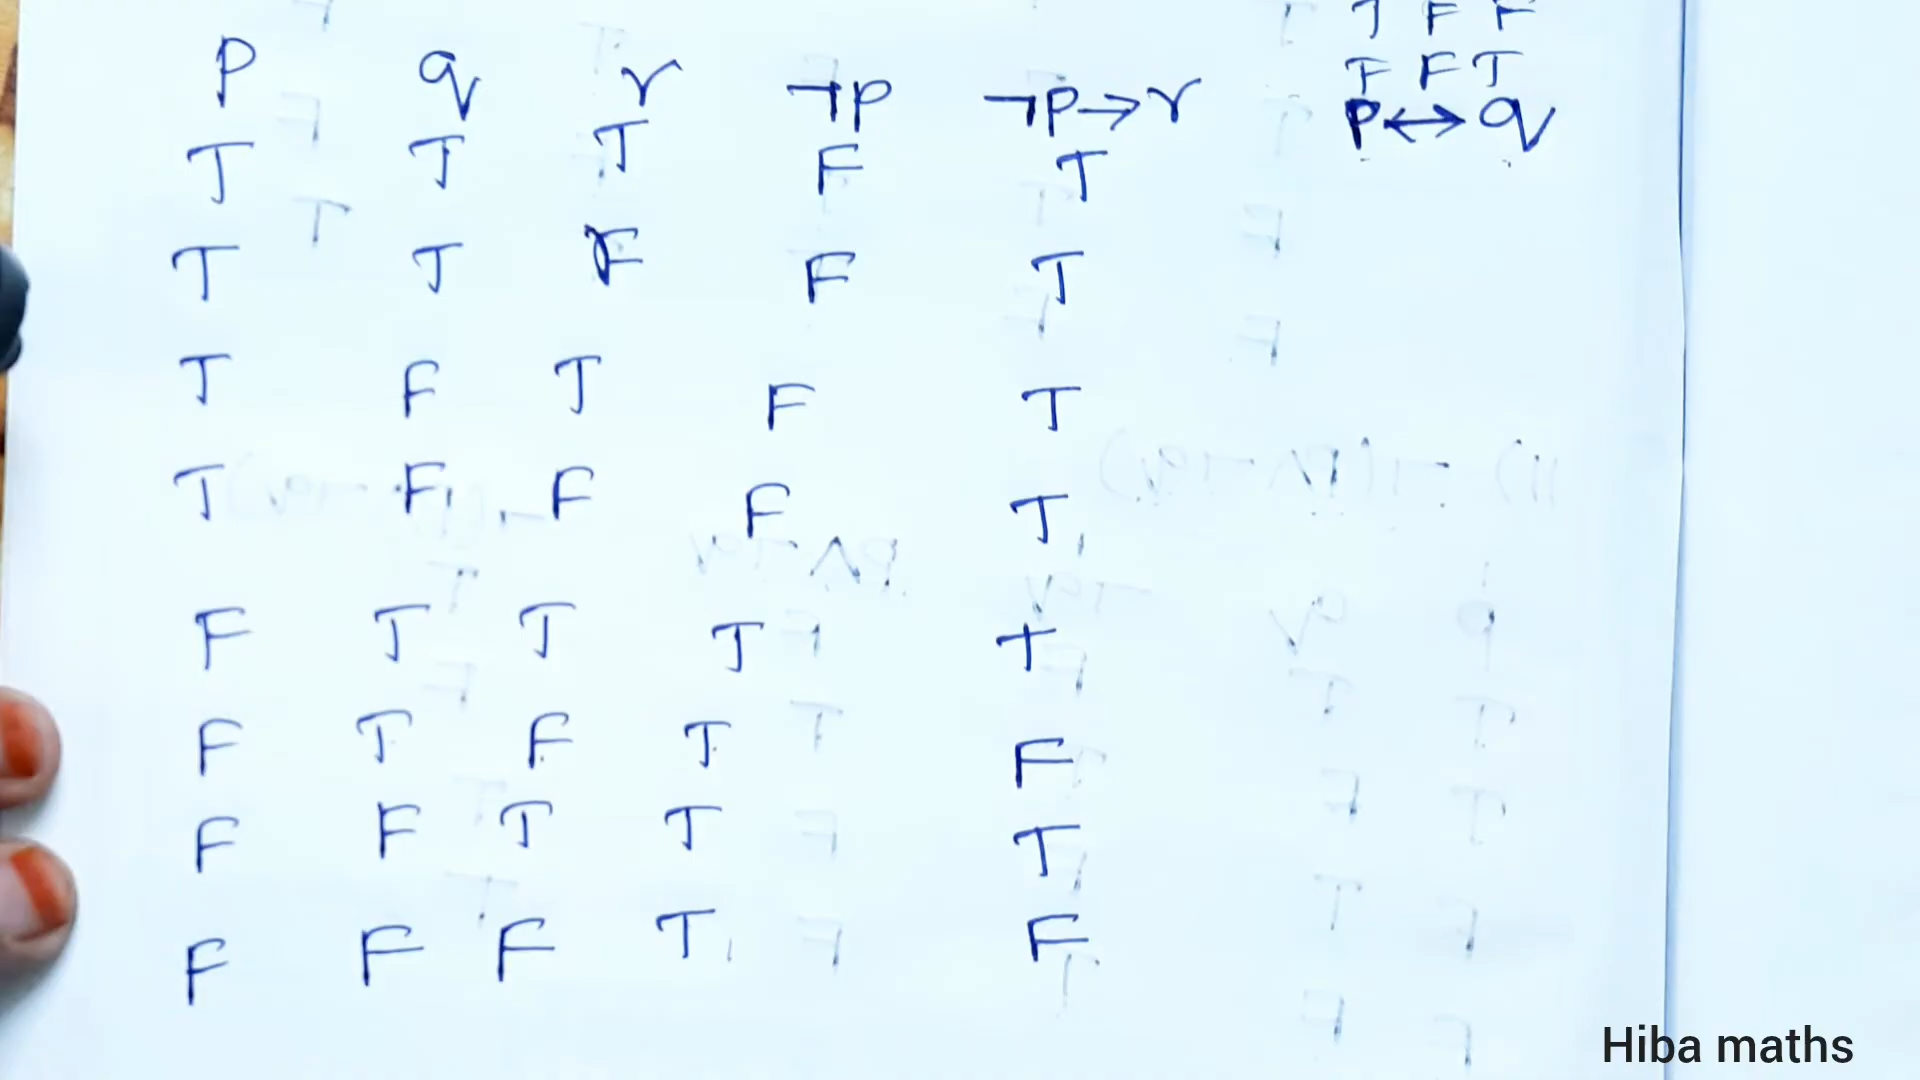 T F F
F F T
p q r ¬p ¬p→r p↔q
T T T F T
T T F F T
T F T F T
T F F F T
F T T T T
F T F T F
F F T T T
F F F T F
Hiba maths